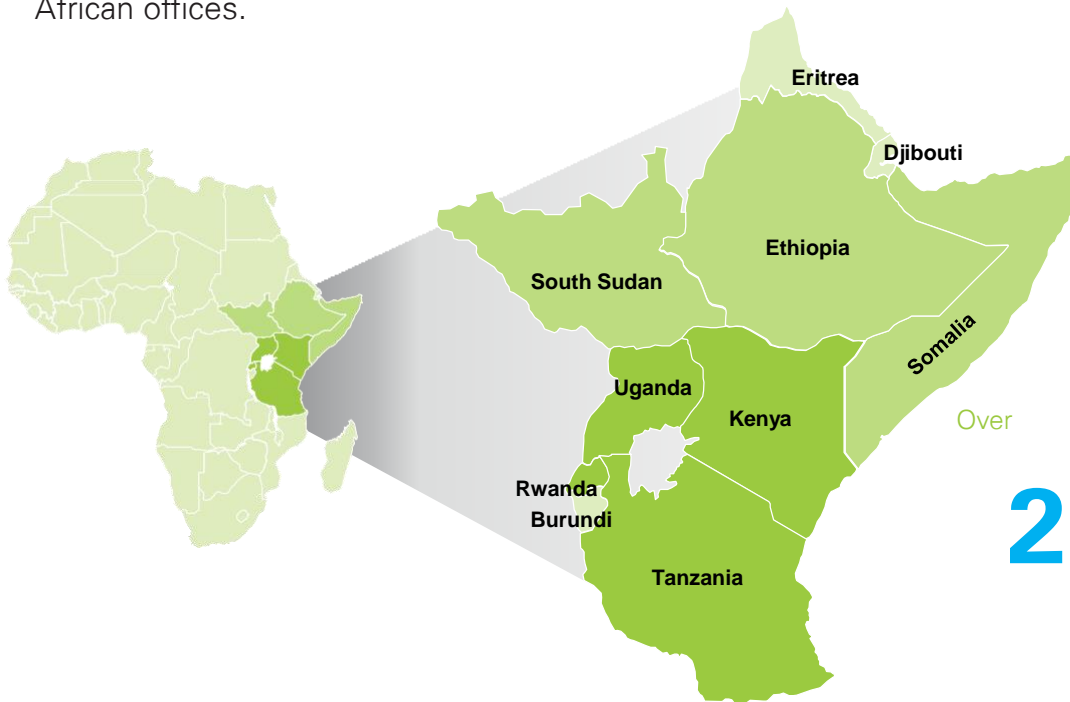 African offices.
Eritrea
Djibouti
Ethiopia
South Sudan
Somalia
Uganda
Kenya
Over
Rwanda
2
Burundi
Tanzania